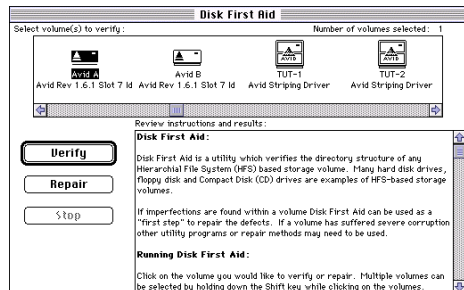 Disk First Aid
Select volume(s) to verify: Number of volumes selected: 1
AVID AVID
Avid A Avid B TUT-1 TUT-2
Avid Rev 1.6.1 Slot 7 Id Avid Rev 1.6.1 Slot 7 Id Avid Striping Driver Avid Striping Driver
Review instructions and results:
Verify
Repair
Stop
Disk First Aid:
Disk First Aid is a utility which verifies the directory structure of any
Hierarchial File System (HFS) based storage volume. Many hard disk drives,
floppy disk and Compact Disk (CD) drives are examples of HFS-based storage
volumes.
If imperfections are found within a volume Disk First Aid can be used as a
"first step" to repair the defects. If a volume has suffered severe corruption
other utility programs or repair methods may need to be used.
Running Disk First Aid:
Click on the volume you would like to verify or repair. Multiple volumes can
be selected by holding down the Shift key while clicking on the volumes.